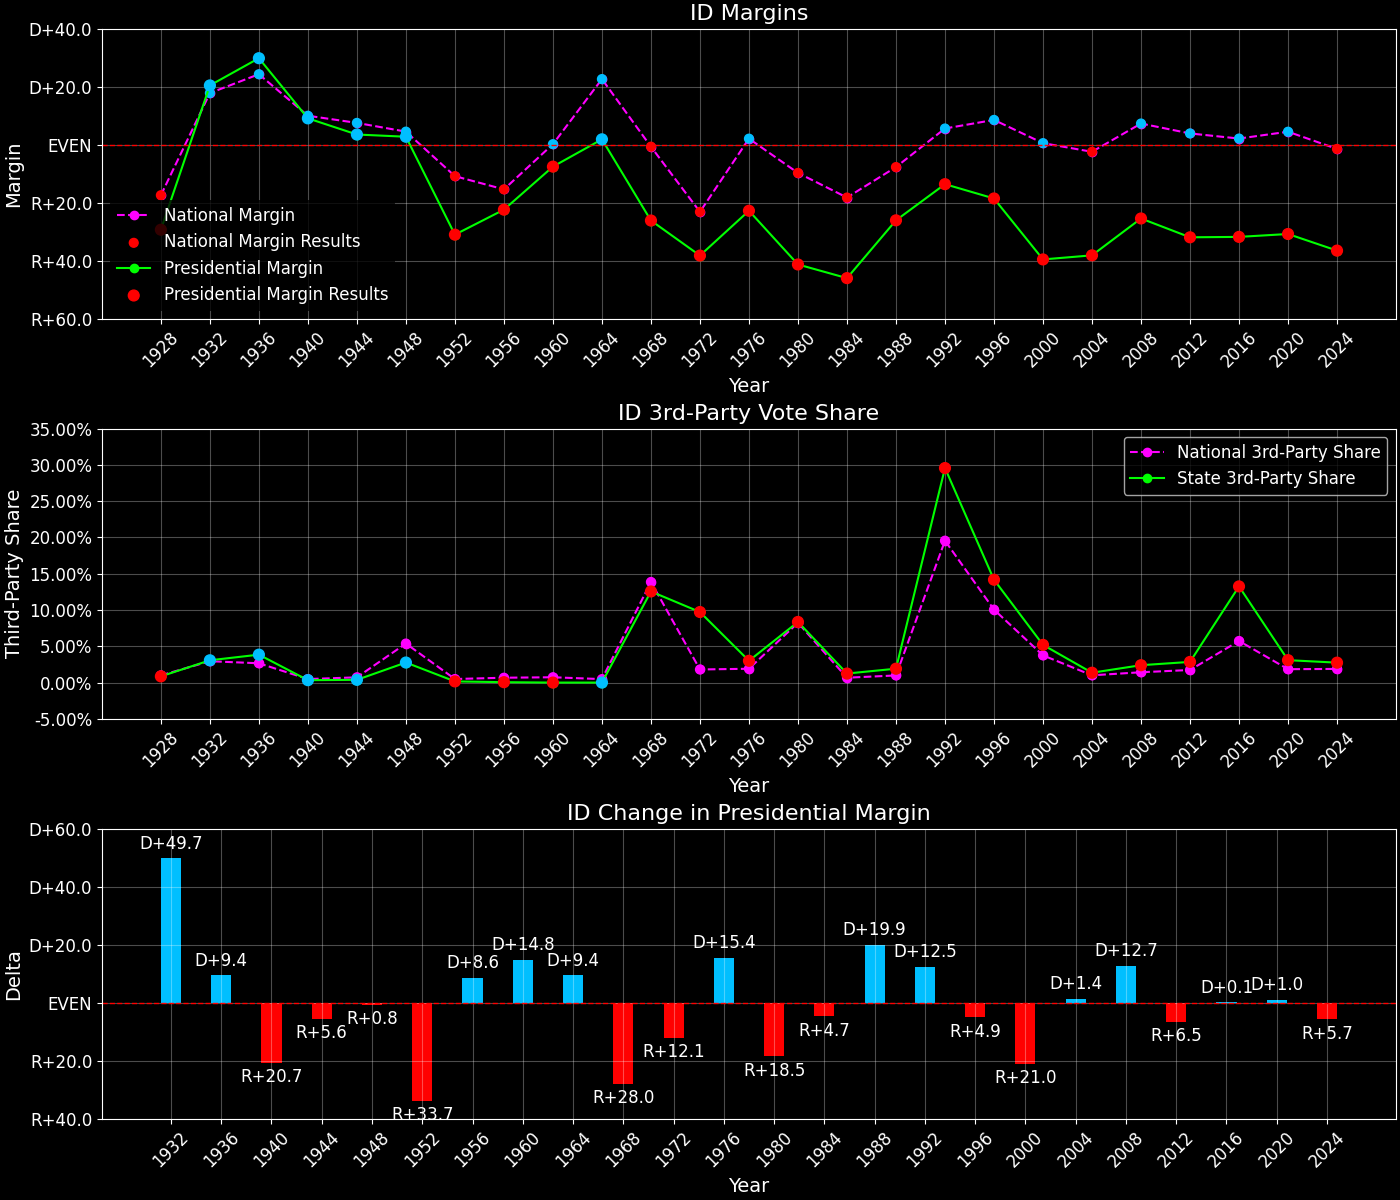 ID Margins
Margin
D+40.0
D+20.0
EVEN
R+20.0
R+40.0
R+60.0
National Margin
National Margin Results
Presidential Margin
Presidential Margin Results
1928 1932 1936 1940 1944 1948 1952 1956 1960 1964 1968 1972 1976 1980 1984 1988 1992 1996 2000 2004 2008 2012 2016 2020 2024
Year
ID 3rd-Party Vote Share
Third-Party Share
35.00%
30.00%
25.00%
20.00%
15.00%
10.00%
5.00%
0.00%
-5.00%
National 3rd-Party Share
State 3rd-Party Share
1928 1932 1936 1940 1944 1948 1952 1956 1960 1964 1968 1972 1976 1980 1984 1988 1992 1996 2000 2004 2008 2012 2016 2020 2024
Year
ID Change in Presidential Margin
Delta
D+60.0
D+40.0
D+20.0
EVEN
R+20.0
R+40.0
D+49.7
D+9.4
R+20.7
R+5.6
R+0.8
R+33.7
D+8.6
D+14.8
D+9.4
R+28.0
R+12.1
D+15.4
R+18.5
R+4.7
D+19.9
D+12.5
R+4.9
R+21.0
D+1.4
D+12.7
R+6.5
D+0.1
D+1.0
R+5.7
1932 1936 1940 1944 1948 1952 1956 1960 1964 1968 1972 1976 1980 1984 1988 1992 1996 2000 2004 2008 2012 2016 2020 2024
Year